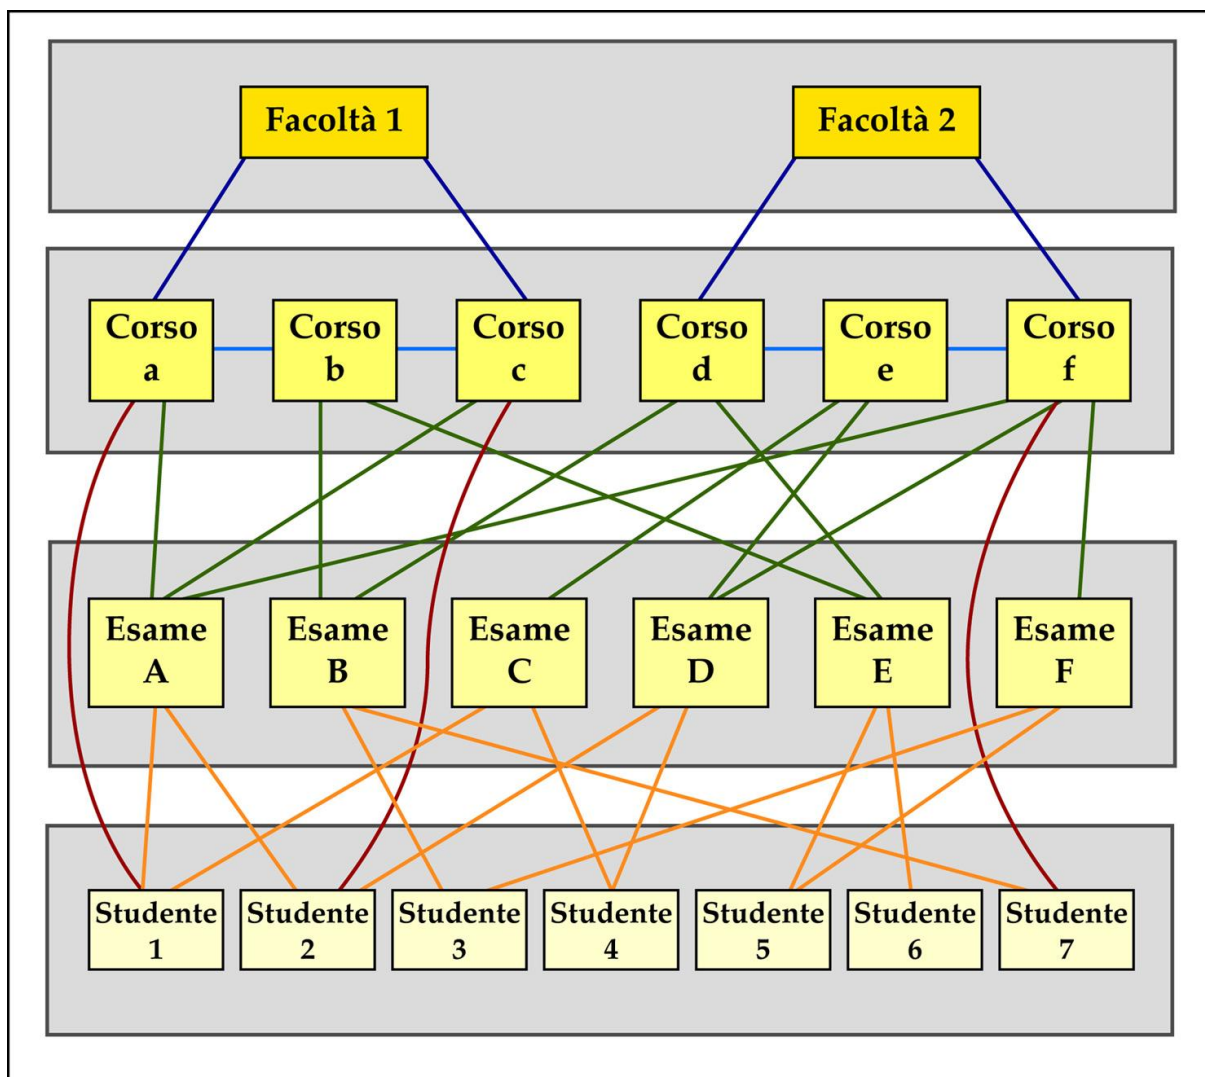 Facoltà 1
Facoltà 2
Corso
a
Corso
b
Corso
c
Corso
d
Corso
e
Corso
f
Esame
A
Esame
B
Esame
C
Esame
D
Esame
E
Esame
F
Studente
1
Studente
2
Studente
3
Studente
4
Studente
5
Studente
6
Studente
7